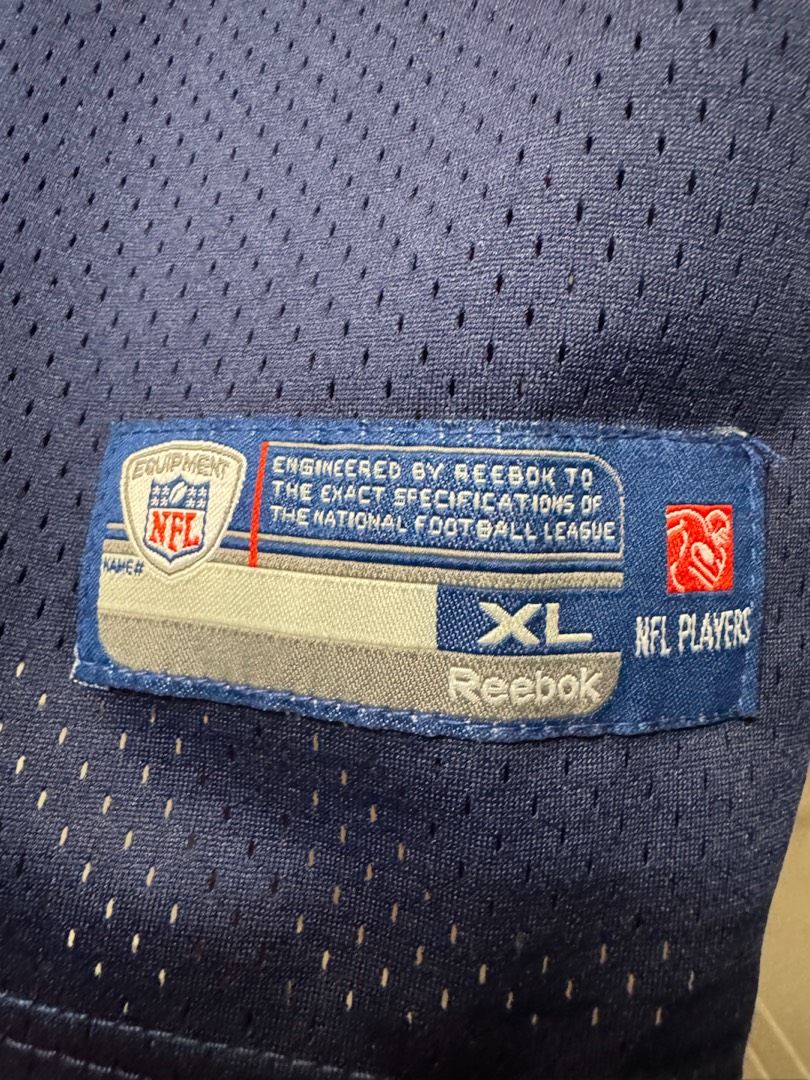 EQUIPMENT
NFL
ENGINEERED BY REEBOK TO
THE EXACT SPECIFICATIONS OF
THE NATIONAL FOOTBALL LEAGUE
NAME#
XL
Reebok
NFL PLAYERS